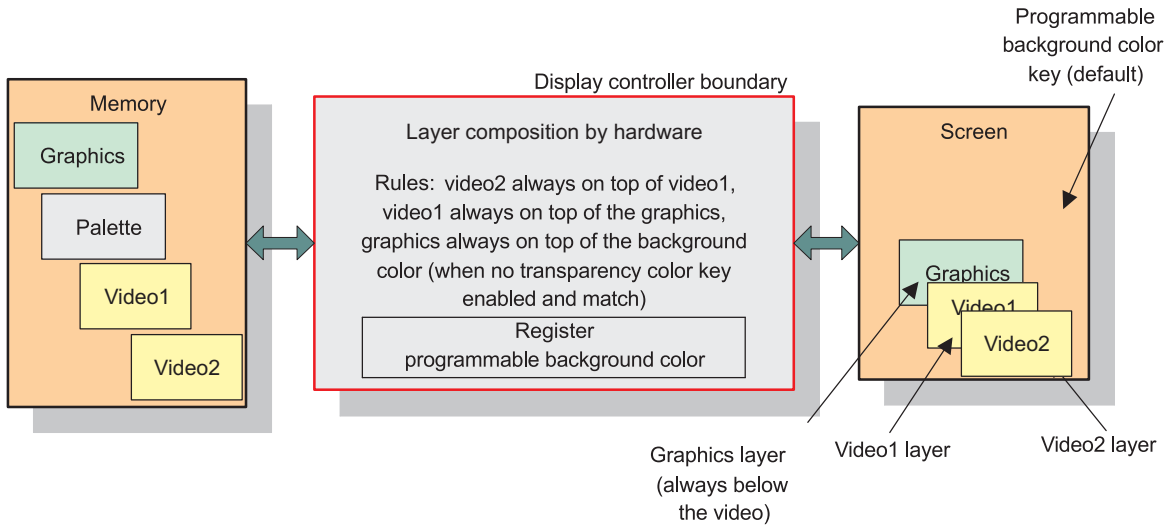 Programmable
background color
key (default)
Display controller boundary
Memory
Graphics
Palette
Video1
Video2
Layer composition by hardware
Rules: video2 always on top of video1,
video1 always on top of the graphics,
graphics always on top of the background
color (when no transparency color key
enabled and match)
Register
programmable background color
Screen
Graphics
Video1
Video2
Graphics layer
(always below
the video)
Video1 layer
Video2 layer